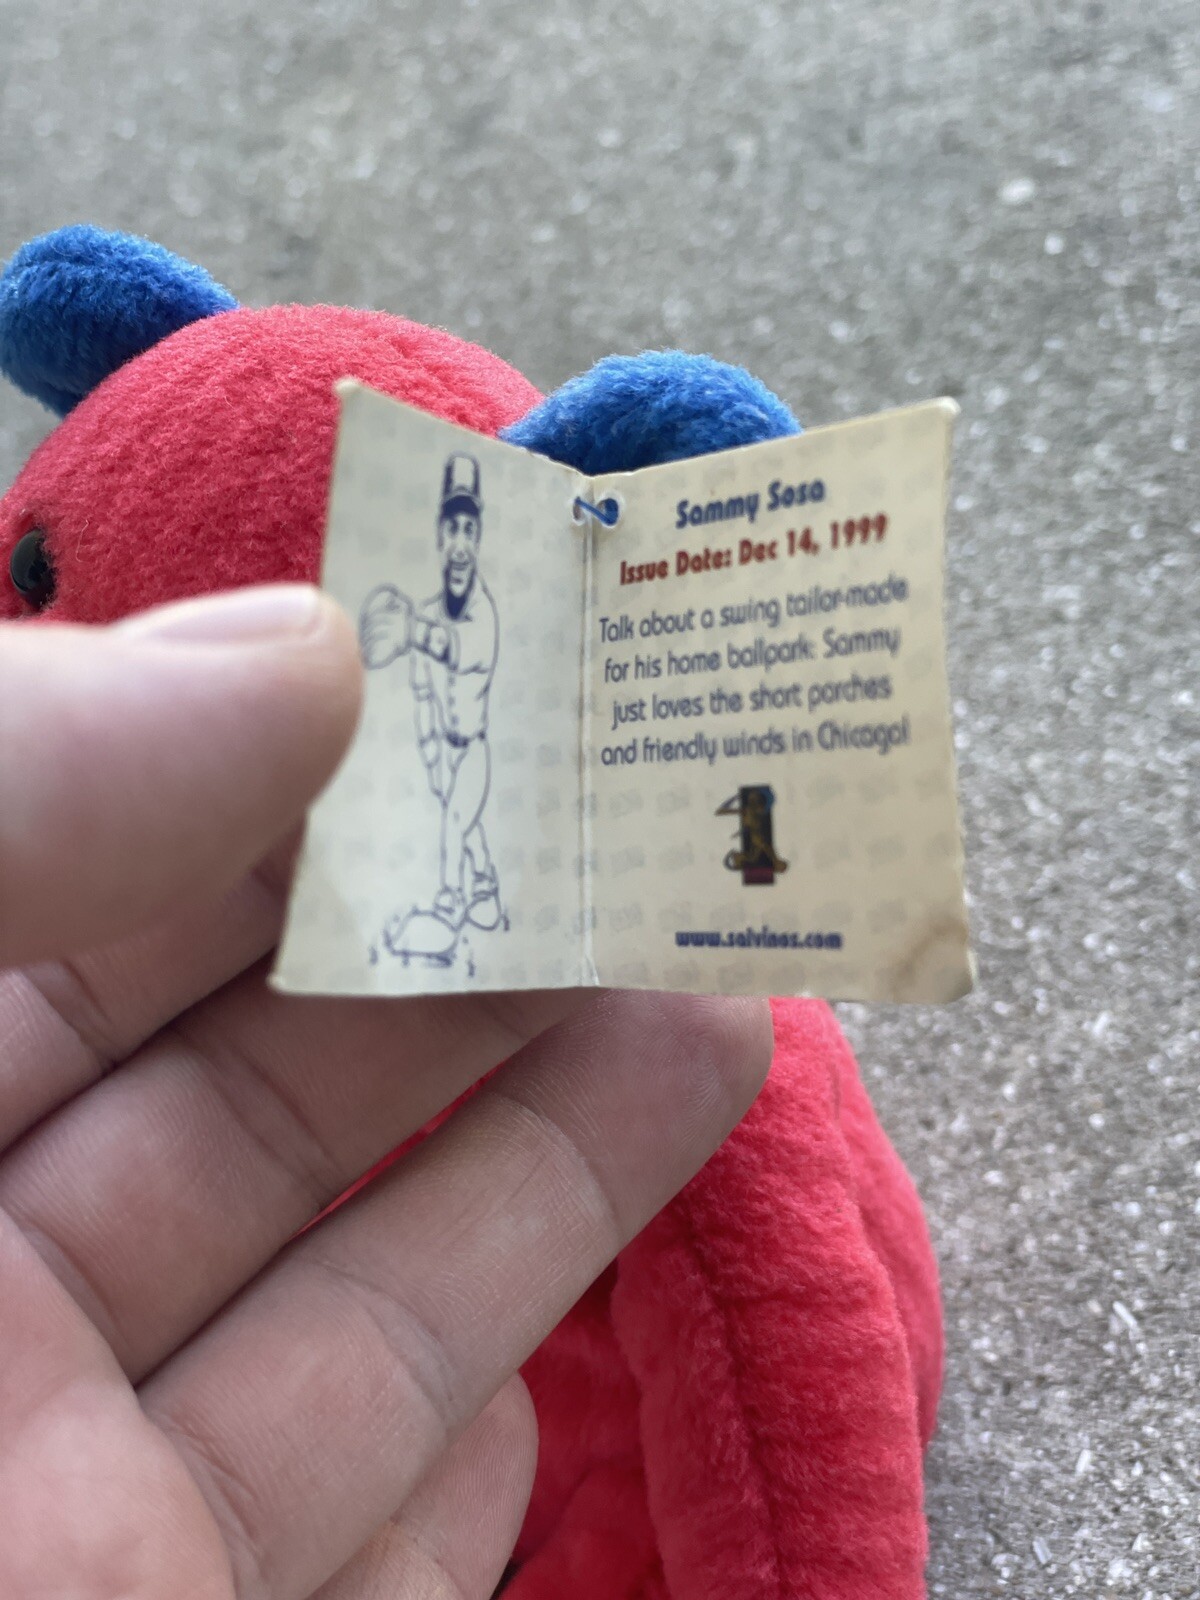 Sammy Sosa
Issue Date: Dec 14, 1999
Talk about a swing tailor-made
for his home ballpark: Sammy
just loves the short porches
and friendly winds in Chicago!
1
www.salvinos.com